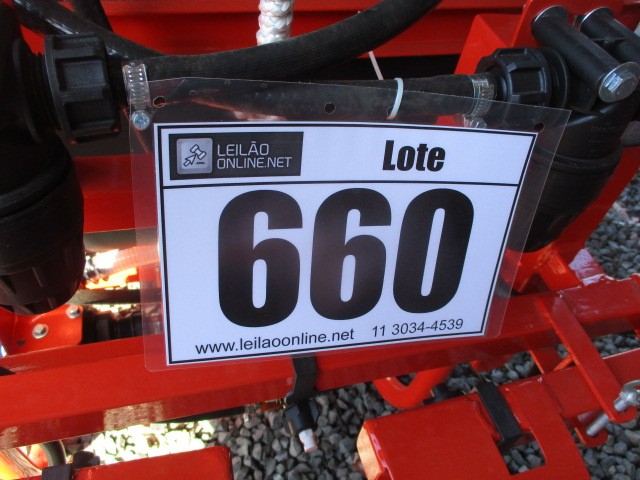 LEILÃO
ONLINE.NET
Lote
660
www.leilaoonline.net 11 3034-4539